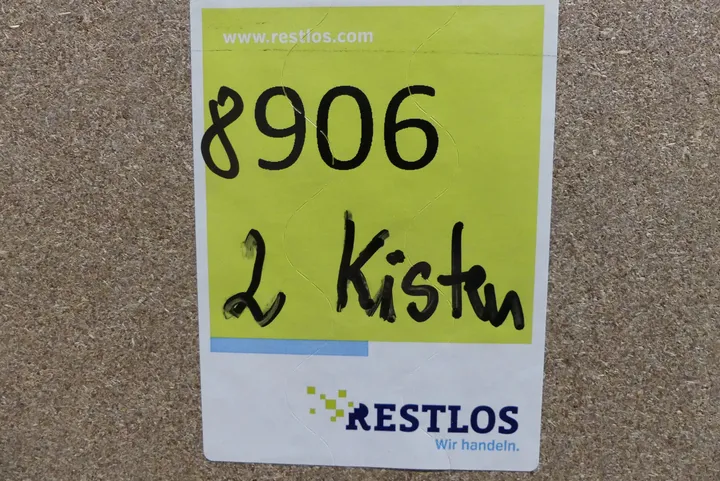 www.restlos.com
8906
2 Kisten
RESTLOS
Wir handeln.